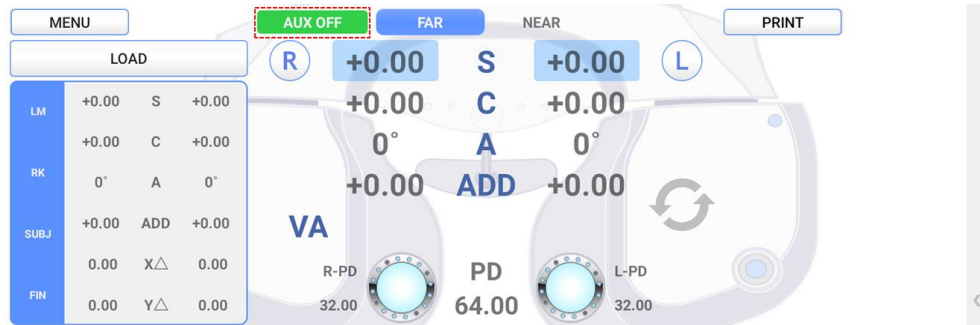 MENU AUX OFF FAR NEAR PRINT
LOAD
R +0.00 S +0.00 L
+0.00 C +0.00
0° A 0°
+0.00 ADD +0.00
VA
LM
RK
SUBJ
FIN
+0.00 S +0.00
+0.00 C +0.00
0° A 0°
+0.00 ADD +0.00
0.00 X△ 0.00
0.00 Y△ 0.00
R-PD PD L-PD
32.00 64.00 32.00